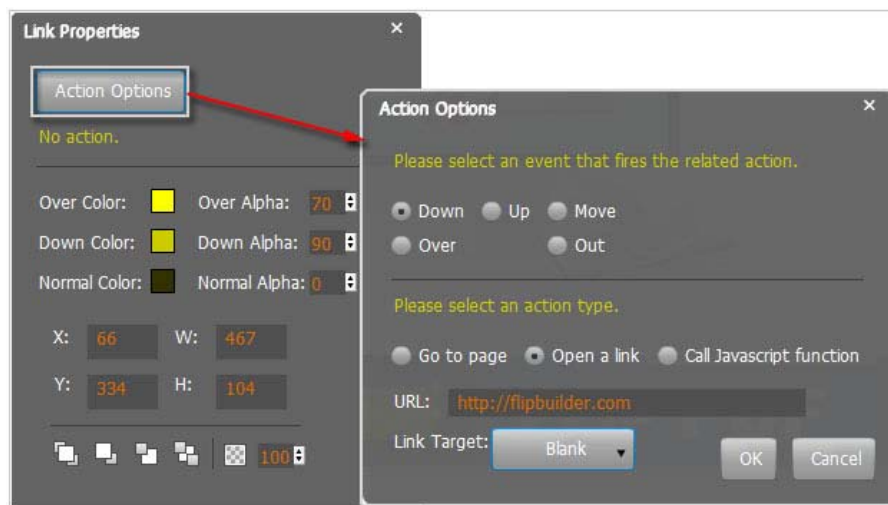 Link Properties
Action Options
No action.
Over Color: Over Alpha: 70
Down Color: Down Alpha: 90
Normal Color: Normal Alpha: 0
X: 66 W: 467
Y: 334 H: 104
100
Action Options
Please select an event that fires the related action.
Down Up Move
Over Out
Please select an action type.
Go to page Open a link Call Javascript function
URL: http://flipbuilder.com
Link Target: Blank
OK Cancel